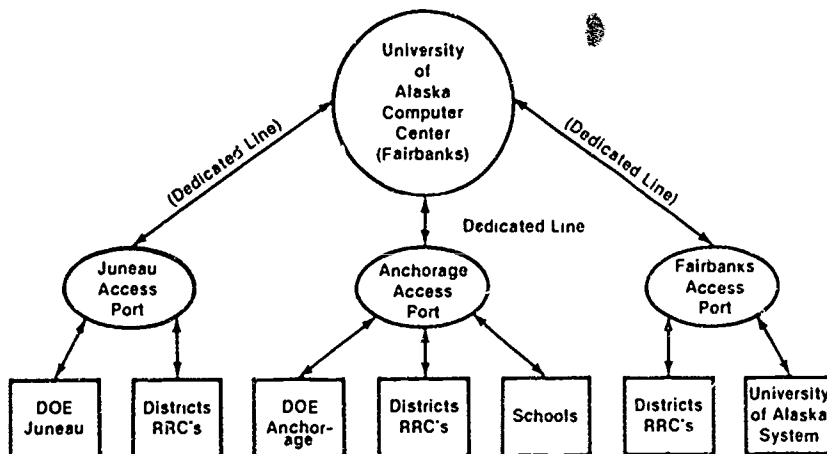 University
of
Alaska
Computer
Center
(Fairbanks)
(Dedicated Line)
(Dedicated Line)
Dedicated Line
Juneau
Access
Port
Anchorage
Access
Port
Fairbanks
Access
Port
DOE
Juneau
Districts
RRC's
DOE
Anchor-
age
Districts
RRC's
Schools
Districts
RRC's
University
of Alaska
System